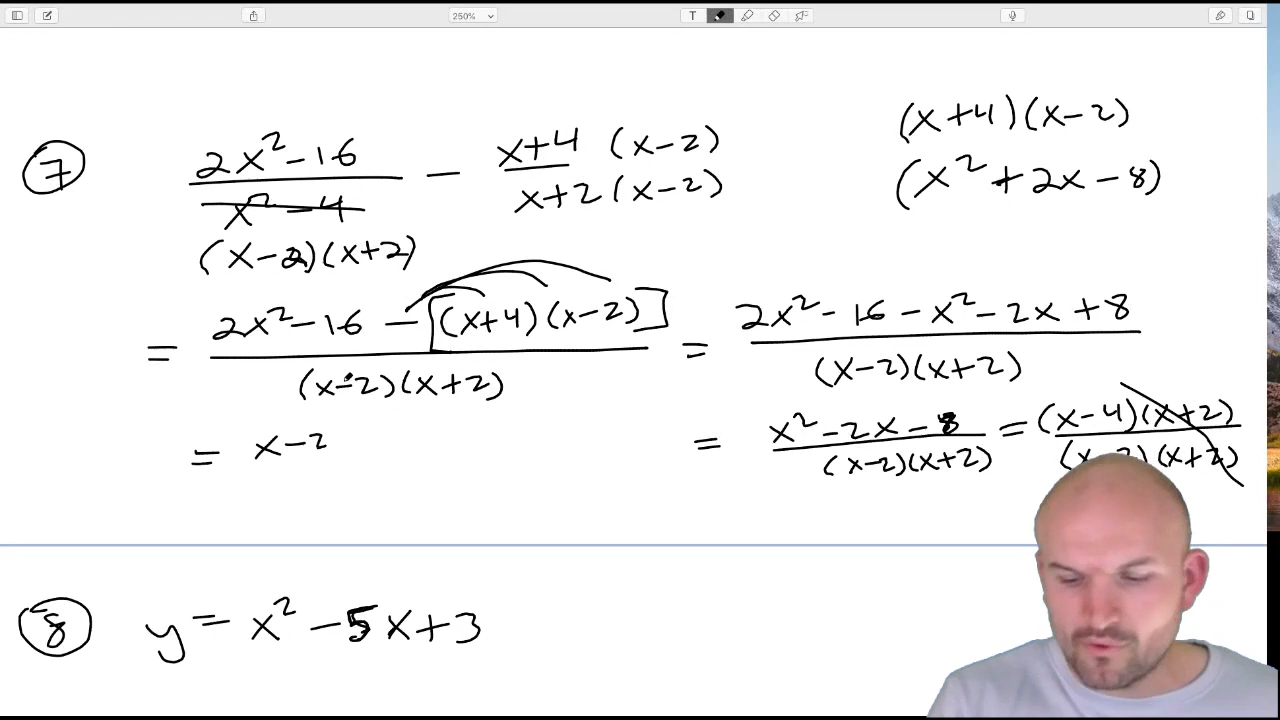 250%
T
(x+4)(x-2)
(x²+2x-8)
⑦ 2x²-16 / x²-4 - x+4 (x-2) / x+2 (x-2)
(x-2)(x+2)
= 2x²-16-[(x+4)(x-2)] / (x-2)(x+2) = 2x²-16-x²-2x+8 / (x-2)(x+2)
= x-2
= x²-2x-8 / (x-2)(x+2) = (x-4)(x+2) / (x-2)(x+2)
⑧ y = x²-5x+3